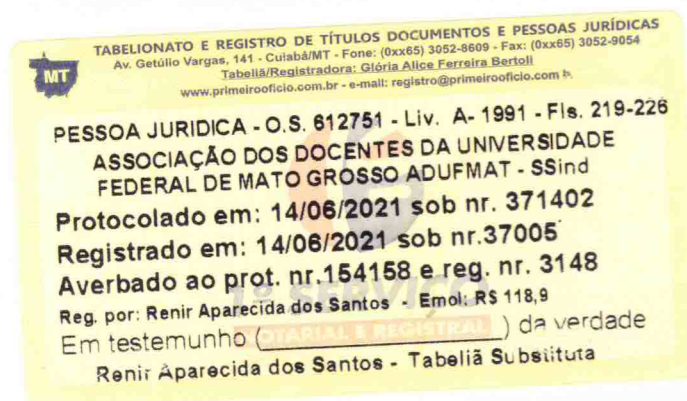 MT
TABELIONATO E REGISTRO DE TÍTULOS DOCUMENTOS E PESSOAS JURÍDICAS
Av. Getúlio Vargas, 141 - Cuiabá/MT - Fone: (0xx65) 3052-8609 - Fax: (0xx65) 3052-9054
Tabeliã/Registradora: Glória Alice Ferreira Bertoli
www.primeirooficio.com.br - e-mail: registro@primeirooficio.com
PESSOA JURIDICA - O.S. 612751 - Liv. A- 1991 - Fls. 219-226
ASSOCIAÇÃO DOS DOCENTES DA UNIVERSIDADE
FEDERAL DE MATO GROSSO ADUFMAT - SSind
Protocolado em: 14/06/2021 sob nr. 371402
Registrado em: 14/06/2021 sob nr.37005
Averbado ao prot. nr.154158 e reg. nr. 3148
1º SERVIÇO
Reg. por: Renir Aparecida dos Santos - Emol: R$ 118,9
NOTARIAL E REGISTRAL
Em testemunho (____________) da verdade
Renir Aparecida dos Santos - Tabeliã Substituta